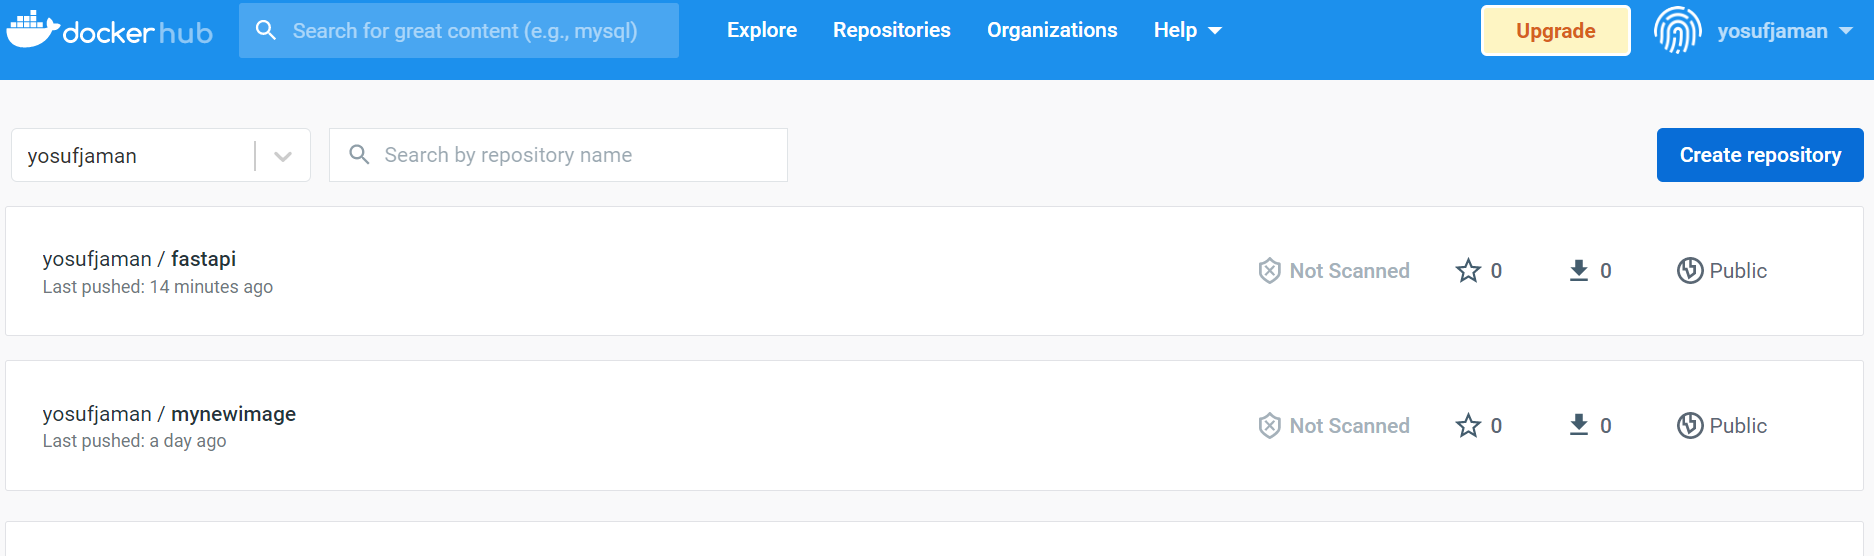 docker hub
Search for great content (e.g., mysql)
Explore
Repositories
Organizations
Help
Upgrade
yosufjaman
yosufjaman
Search by repository name
Create repository
yosufjaman / fastapi
Last pushed: 14 minutes ago
Not Scanned
0
0
Public
yosufjaman / mynewimage
Last pushed: a day ago
Not Scanned
0
0
Public